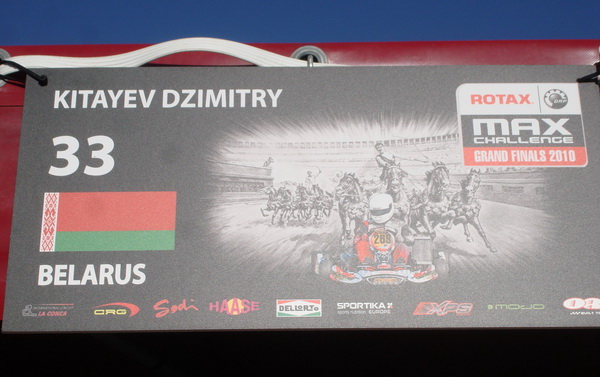 KITAYEV DZIMITRY
33
BELARUS
ROTAX
MAX
CHALLENGE
GRAND FINALS 2010
269
LA CONCA
CRG
Sodi
HAASE
DELLORTO
SPORTIKA
EUROPE
XPS
MOJO